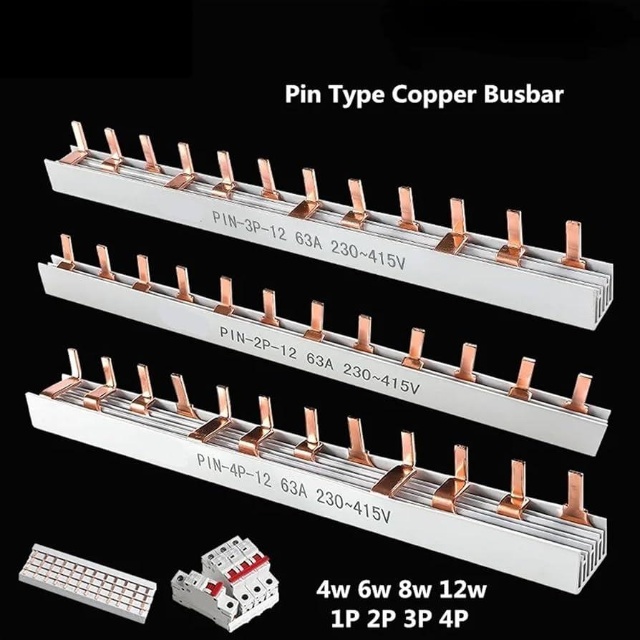 Pin Type Copper Busbar
PIN-3P-12 63A 230~415V
PIN-2P-12 63A 230~415V
PIN-4P-12 63A 230~415V
4w 6w 8w 12w
1P 2P 3P 4P